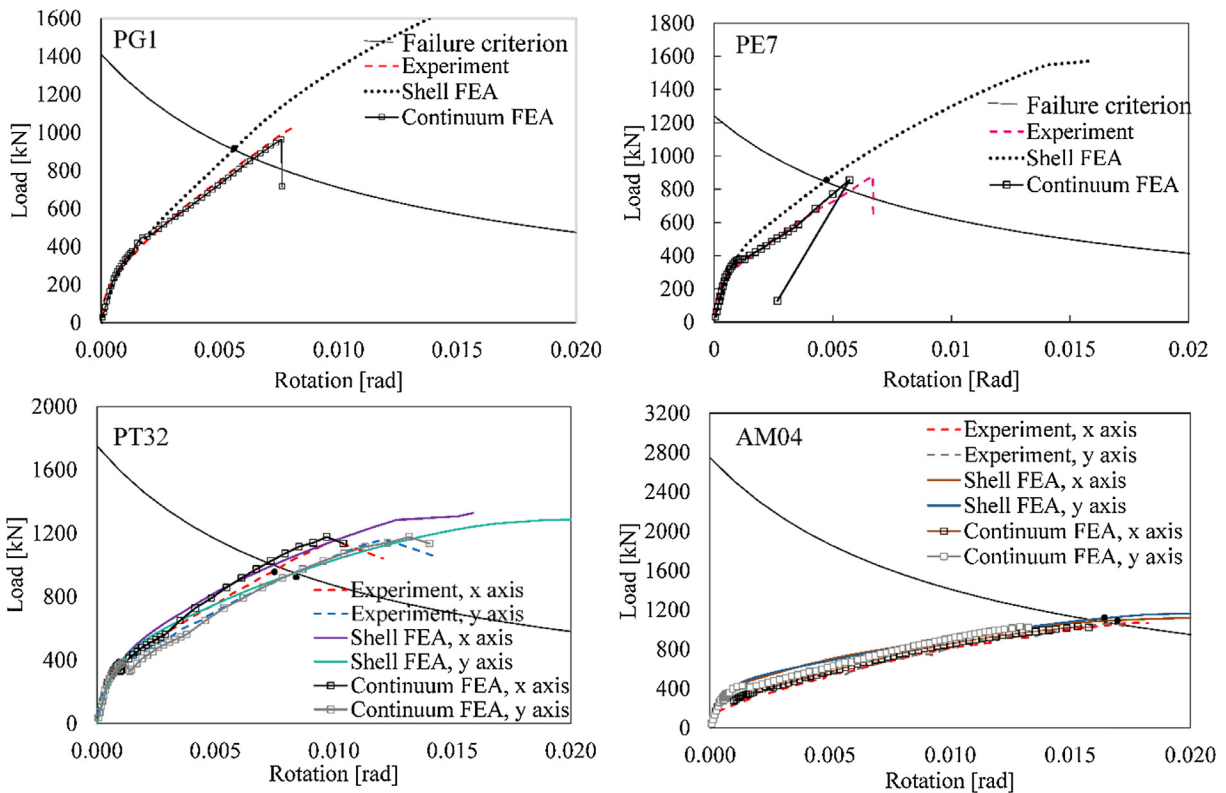 PG1
Failure criterion
Experiment
Shell FEA
Continuum FEA
1600
1400
1200
1000
800
600
400
200
0
Load [kN]
0.000
0.005
0.010
0.015
0.020
Rotation [rad]
PE7
Failure criterion
Experiment
Shell FEA
Continuum FEA
1800
1600
1400
1200
1000
800
600
400
200
0
Load [kN]
0
0.005
0.01
0.015
0.02
Rotation [Rad]
PT32
Experiment, x axis
Experiment, y axis
Shell FEA, x axis
Shell FEA, y axis
Continuum FEA, x axis
Continuum FEA, y axis
2000
1600
1200
800
400
0
Load [kN]
0.000
0.005
0.010
0.015
0.020
Rotation [rad]
AM04
Experiment, x axis
Experiment, y axis
Shell FEA, x axis
Shell FEA, y axis
Continuum FEA, x axis
Continuum FEA, y axis
3200
2800
2400
2000
1600
1200
800
400
0
Load [kN]
0.000
0.005
0.010
0.015
0.020
Rotation [rad]